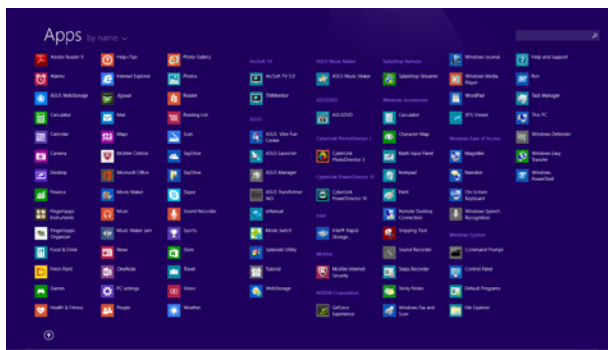 Apps by name
Adobe Reader X
Alarms
ASUS WebStorage
Calculator
Calendar
Camera
Desktop
Finance
Fingertapps
Instruments
Fingertapps
Organizer
Food & Drink
Fresh Paint
Games
Health & Fitness
Help+Tips
Internet Explorer
Mail
Maps
McAfee Central
Microsoft Office
Movie Maker
Music
Music Maker Jam
News
OneNote
PC settings
People
Photo Gallery
Photos
Reader
Reading List
Scan
SkyDrive
SkyDrive
Skype
Sound Recorder
Sports
Store
Travel
Video
Weather
ArcSoft TV
ArcSoft TV 5.0
TMMonitor
ASUS
ASUS Vibe Fun
Center
ASUS Launcher
ASUS Manager
ASUS Transformer
AiO
eManual
Mode Switch
Splendid Utility
Tutorial
WebStorage
ASUS Music Maker
ASUS Music Maker
ASUSDVD
ASUSDVD
CyberLink PhotoDirector 3
CyberLink
PhotoDirector 3
CyberLink PowerDirector 10
CyberLink
PowerDirector 10
Intel
Intel® Rapid
Storage...
McAfee
McAfee Internet
Security
NVIDIA Corporation
GeForce
Experience
Splashtop Remote
Splashtop Streamer
Windows Accessories
Calculator
Character Map
Math Input Panel
Notepad
Paint
Remote Desktop
Connection
Snipping Tool
Sound Recorder
Steps Recorder
Sticky Notes
Windows Fax and
Scan
Windows Journal
Windows Media
Player
WordPad
XPS Viewer
Windows Ease of Access
Magnifier
Narrator
On-Screen
Keyboard
Windows Speech
Recognition
Windows System
Command Prompt
Control Panel
Default Programs
File Explorer
Help and Support
Run
Task Manager
This PC
Windows Defender
Windows Easy
Transfer
Windows
PowerShell